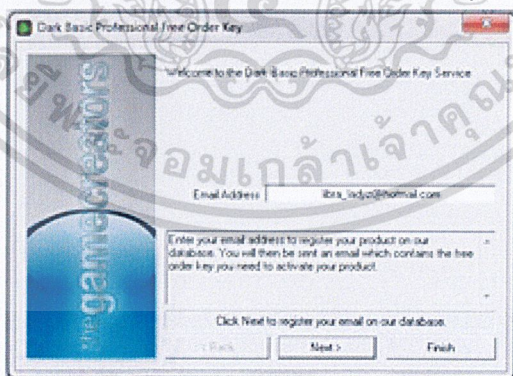 Dark Basic Professional Free Order Key
Welcome to the Dark Basic Professional Free Order Key Service
the gamecreators
Email Address
Enter your email address to register your product on our
database. You will then be sent an email which contains the free
order key you need to activate your product.
Click Next to register your email on our database.
< Back
Next >
Finish